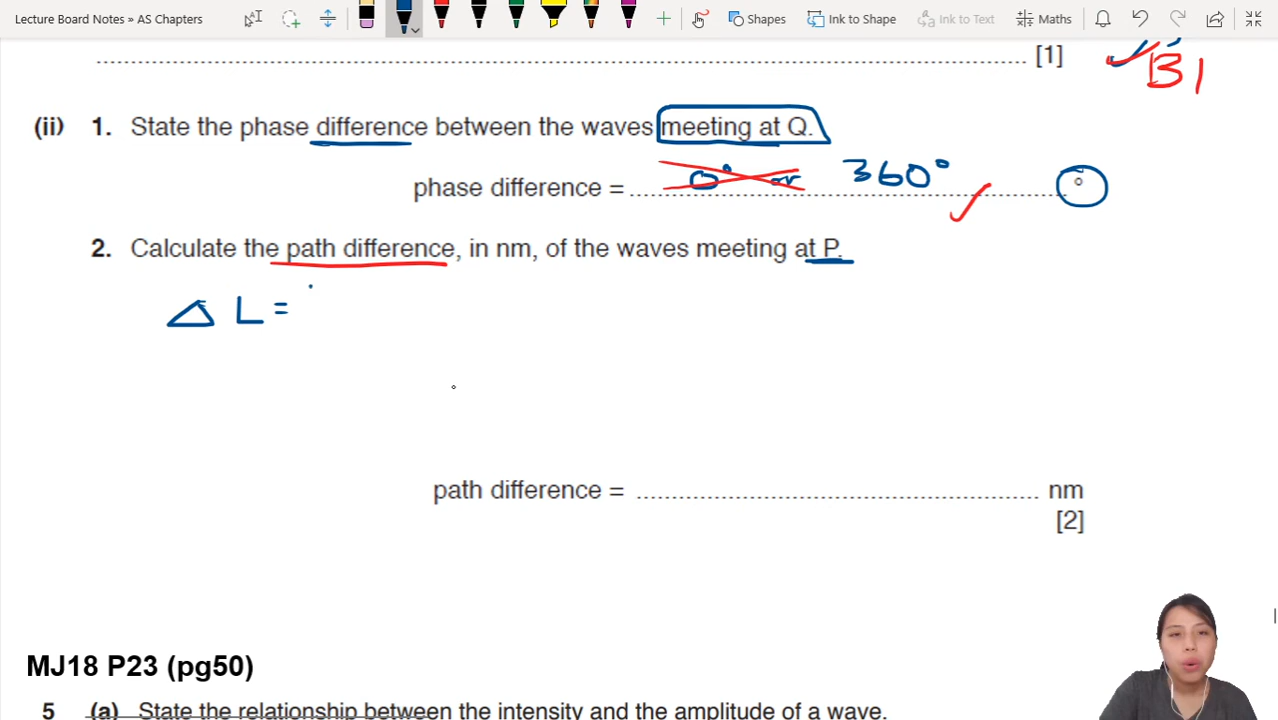 Lecture Board Notes » AS Chapters
Shapes Ink to Shape Ink to Text Maths
[1] B1
(ii) 1. State the phase difference between the waves meeting at Q.
phase difference = 0° or 360° °
2. Calculate the path difference, in nm, of the waves meeting at P.
Δ L =
path difference = nm
[2]
MJ18 P23 (pg50)
5 (a) State the relationship between the intensity and the amplitude of a wave.